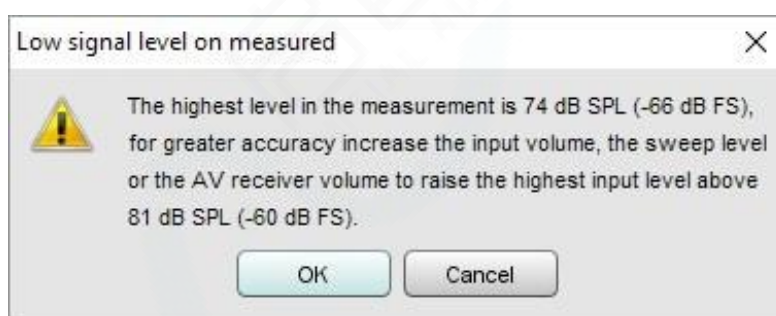 Low signal level on measured
The highest level in the measurement is 74 dB SPL (-66 dB FS),
for greater accuracy increase the input volume, the sweep level
or the AV receiver volume to raise the highest input level above
81 dB SPL (-60 dB FS).
OK Cancel